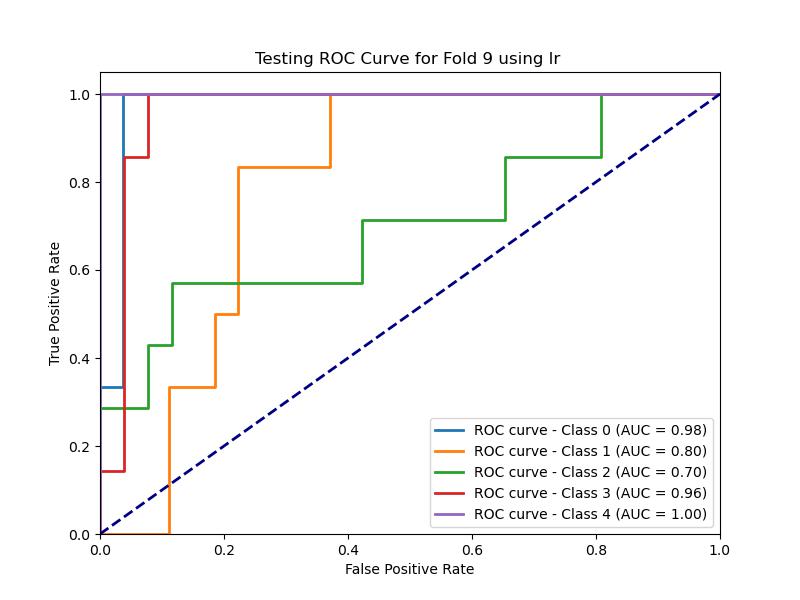 Testing ROC Curve for Fold 9 using lr
True Positive Rate
1.0
0.8
0.6
0.4
0.2
0.0
ROC curve - Class 0 (AUC = 0.98)
ROC curve - Class 1 (AUC = 0.80)
ROC curve - Class 2 (AUC = 0.70)
ROC curve - Class 3 (AUC = 0.96)
ROC curve - Class 4 (AUC = 1.00)
0.0 0.2 0.4 0.6 0.8 1.0
False Positive Rate